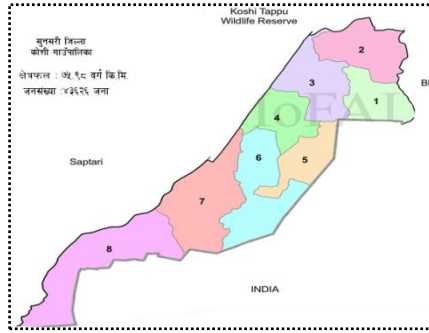 Koshi Tappu
Wildlife Reserve
सुनसरी जिल्ला
कोशी गाउँपालिका
क्षेत्रफल : ७५.९८ वर्ग कि.मि.
जनसंख्या :४३६२६ जना
2
3
1
4
Saptari
6
5
7
8
INDIA